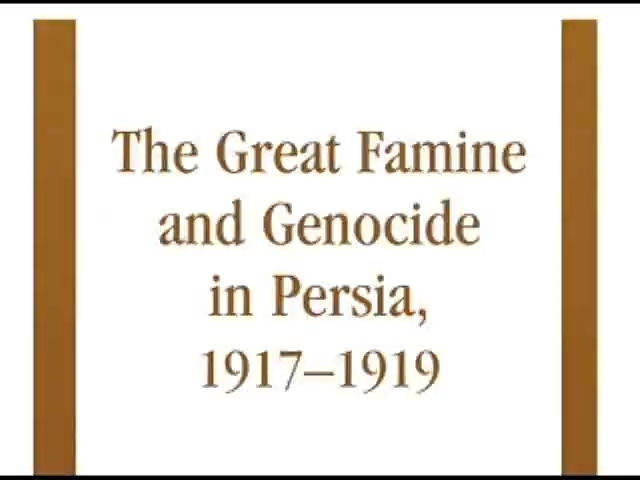 The Great Famine
and Genocide
in Persia,
1917–1919